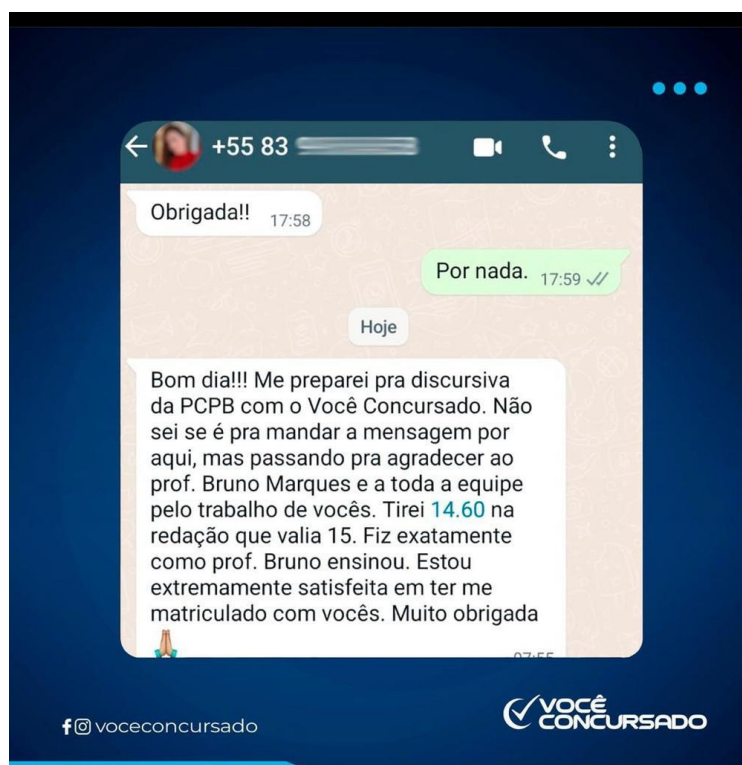 +55 83
Obrigada!! 17:58
Por nada. 17:59
Hoje
Bom dia!!! Me preparei pra discursiva
da PCPB com o Você Concursado. Não
sei se é pra mandar a mensagem por
aqui, mas passando pra agradecer ao
prof. Bruno Marques e a toda a equipe
pelo trabalho de vocês. Tirei 14.60 na
redação que valia 15. Fiz exatamente
como prof. Bruno ensinou. Estou
extremamente satisfeita em ter me
matriculado com vocês. Muito obrigada
🙏🏼
voceconcursado
VOCÊ
CONCURSADO